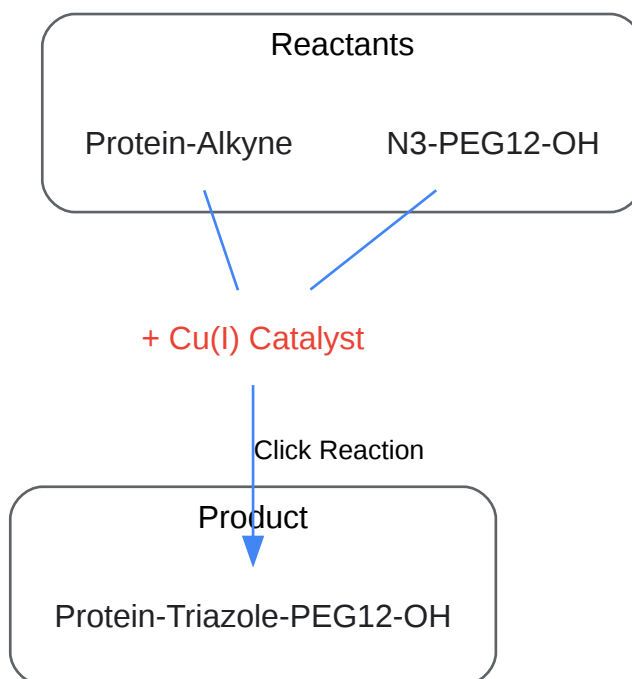 Reactants
Protein-Alkyne N3-PEG12-OH
+ Cu(I) Catalyst
Click Reaction
Product
Protein-Triazole-PEG12-OH